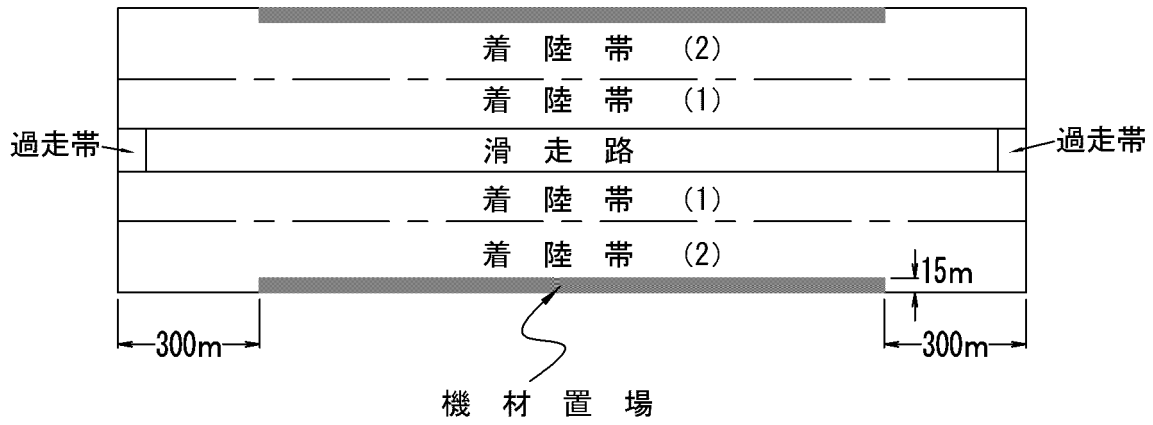 着 陸 帯 (2)
着 陸 帯 (1)
過走帯
滑 走 路
過走帯
着 陸 帯 (1)
着 陸 帯 (2)
15m
300m
300m
機 材 置 場